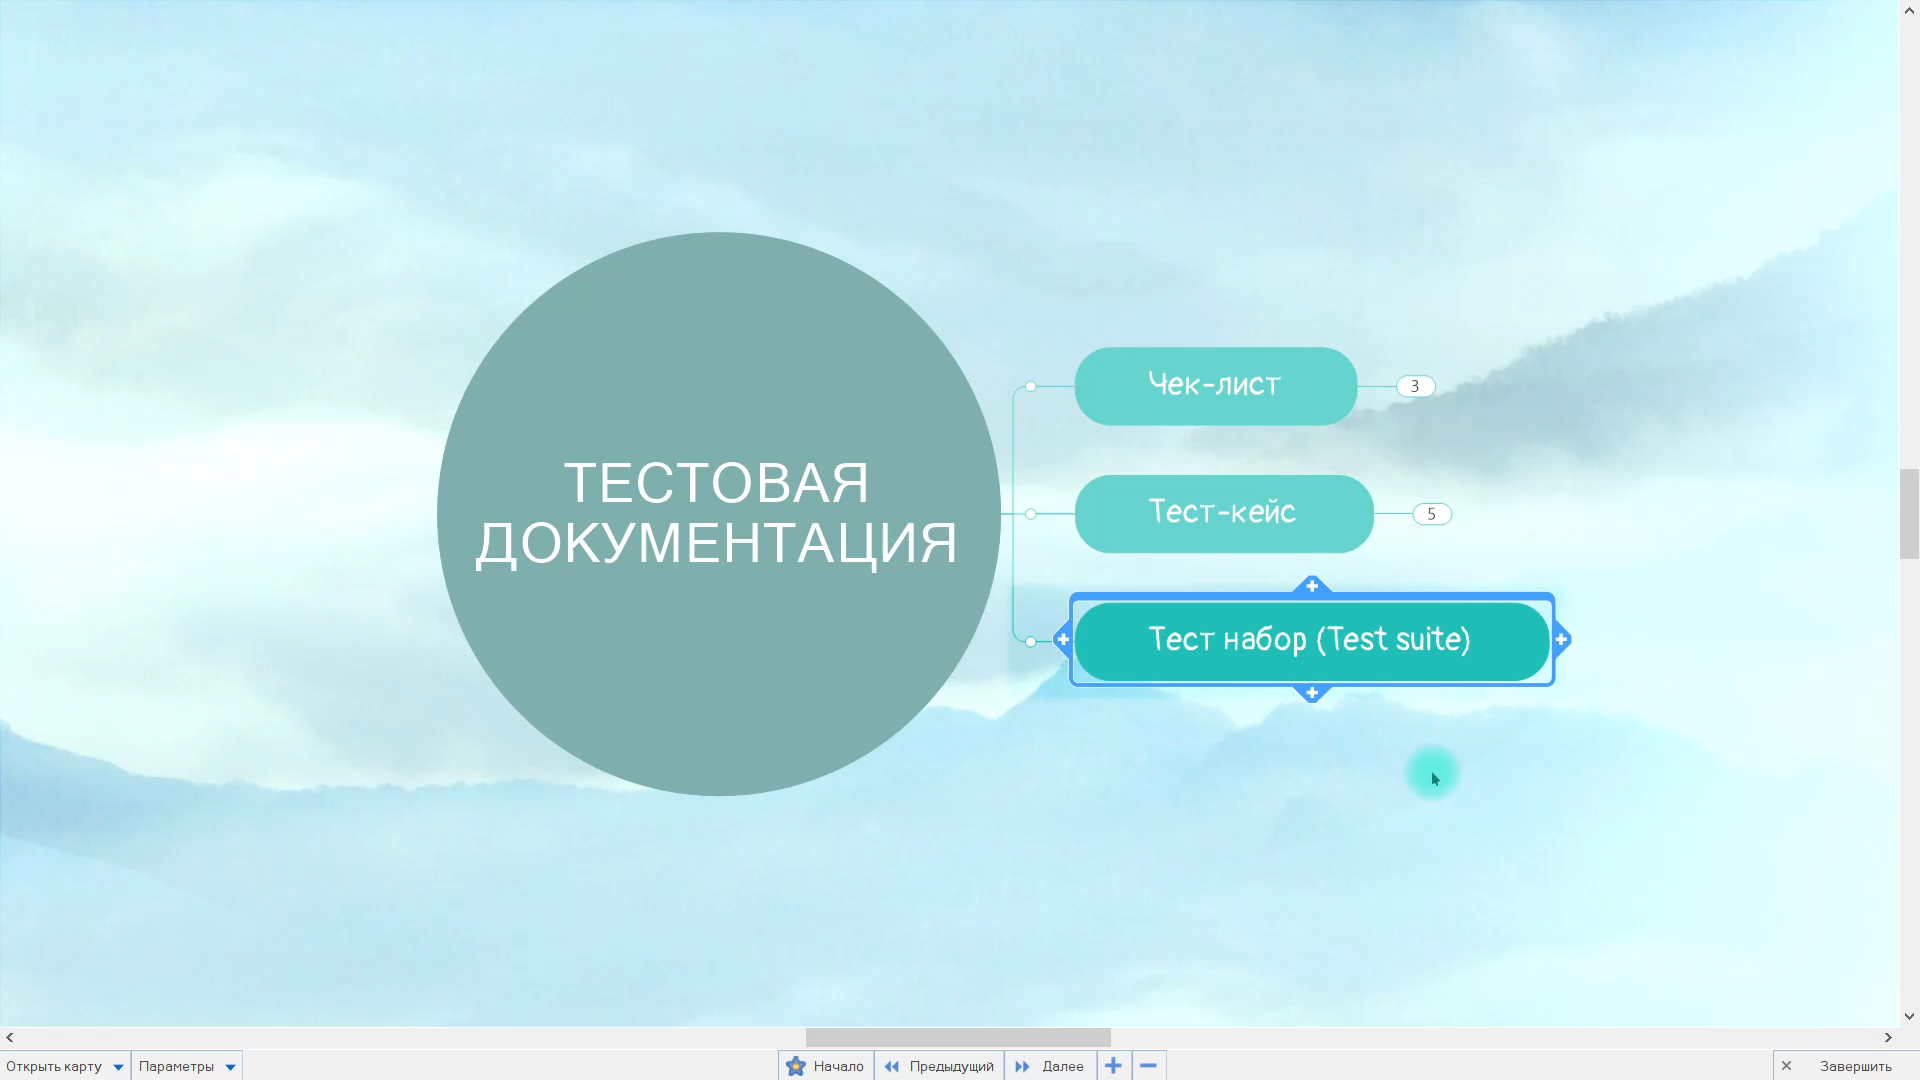 ТЕСТОВАЯ
ДОКУМЕНТАЦИЯ
Чек-лист
3
Тест-кейс
5
Тест набор (Test suite)
Открыть карту
Параметры
Начало
Предыдущий
Далее
Завершить